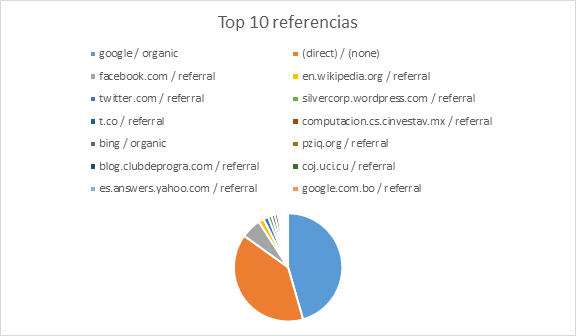 Top 10 referencias
google / organic
(direct) / (none)
facebook.com / referral
en.wikipedia.org / referral
twitter.com / referral
silvercorp.wordpress.com / referral
t.co / referral
computacion.cs.cinvestav.mx / referral
bing / organic
pziq.org / referral
blog.clubdeprogra.com / referral
coj.uci.cu / referral
es.answers.yahoo.com / referral
google.com.bo / referral